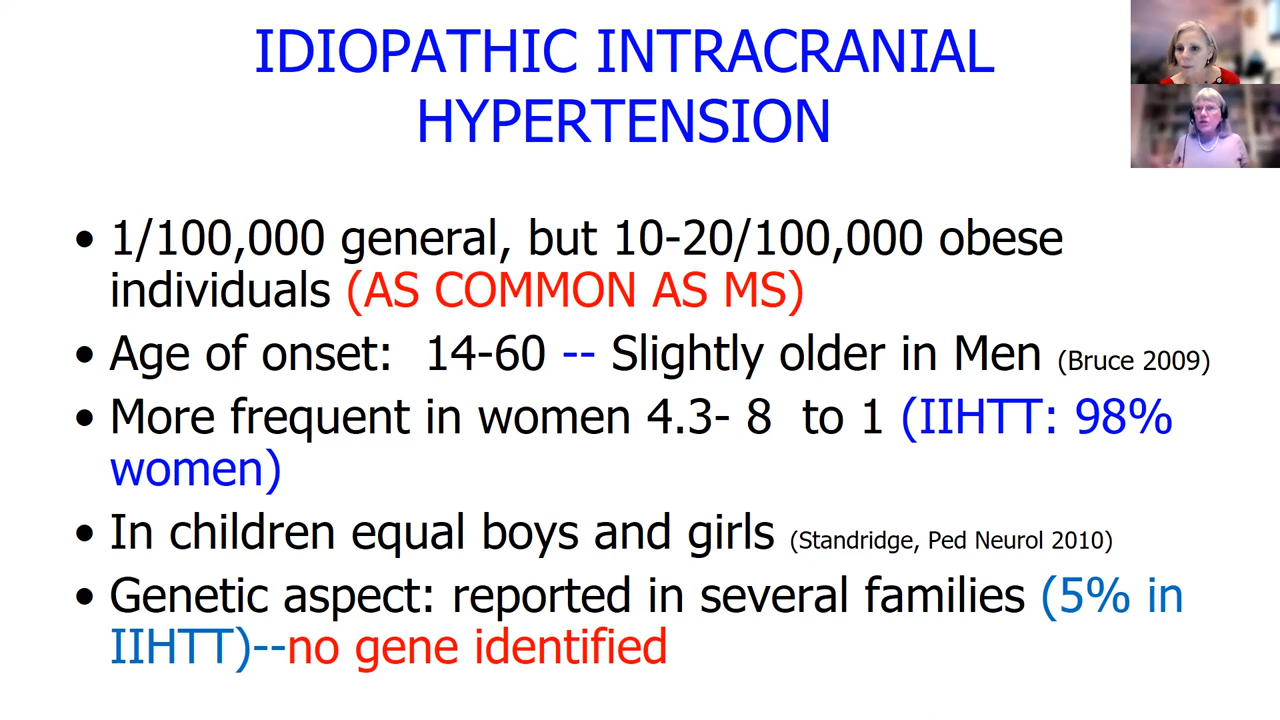 IDIOPATHIC INTRACRANIAL
HYPERTENSION
• 1/100,000 general, but 10-20/100,000 obese
individuals (AS COMMON AS MS)
• Age of onset:  14-60 -- Slightly older in Men (Bruce 2009)
• More frequent in women 4.3- 8  to 1 (IIHTT: 98%
women)
• In children equal boys and girls (Standridge, Ped Neurol 2010)
• Genetic aspect: reported in several families (5% in
IIHTT)--no gene identified